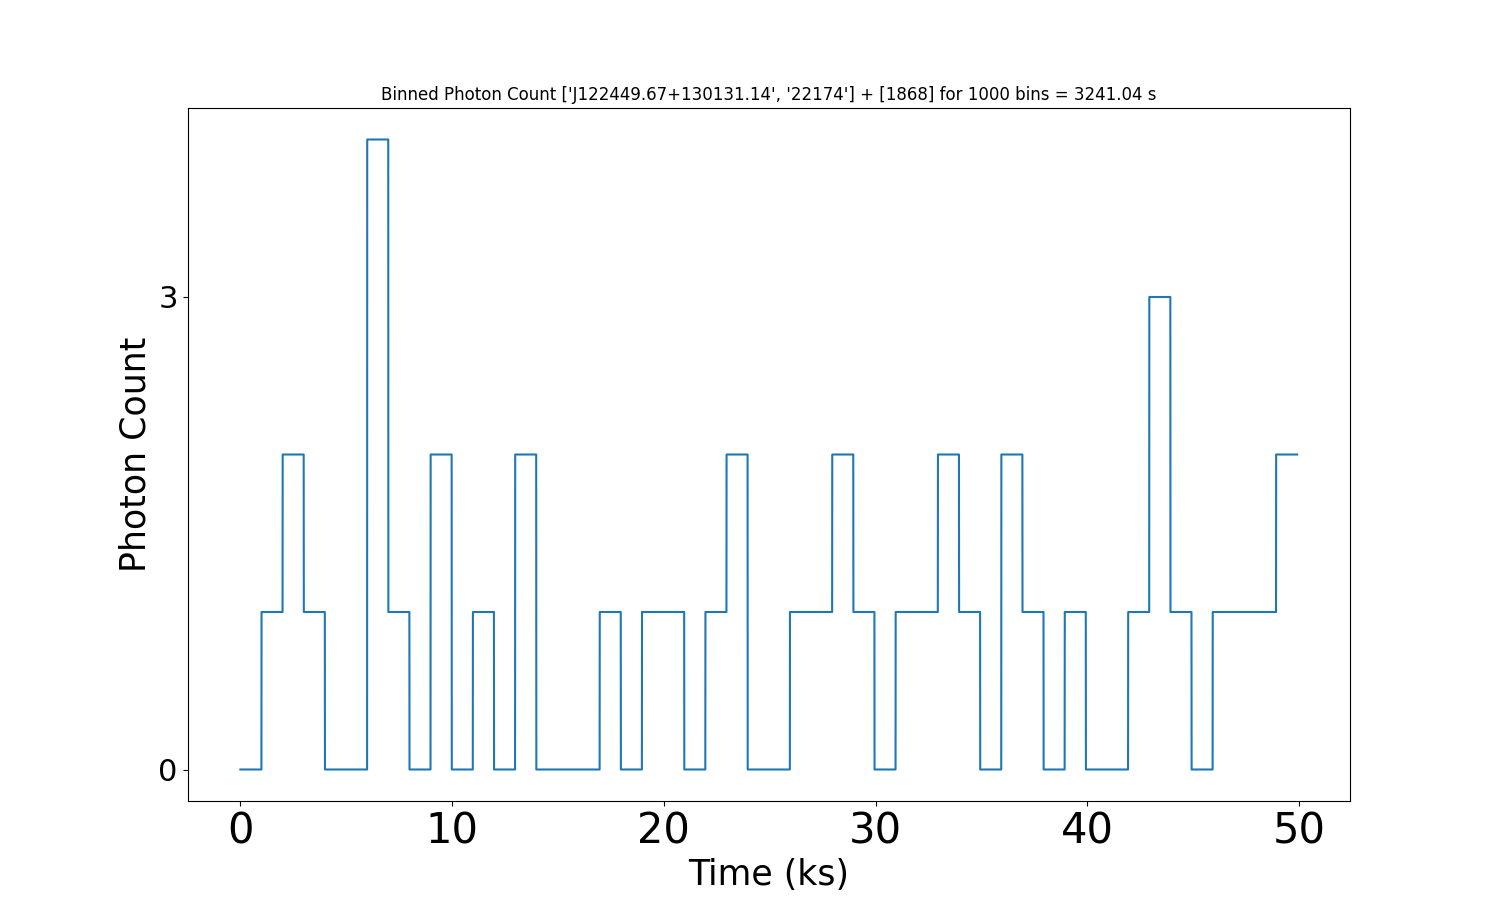 Binned Photon Count ['J122449.67+130131.14', '22174'] + [1868] for 1000 bins = 3241.04 s
Photon Count
3
0
0 10 20 30 40 50
Time (ks)